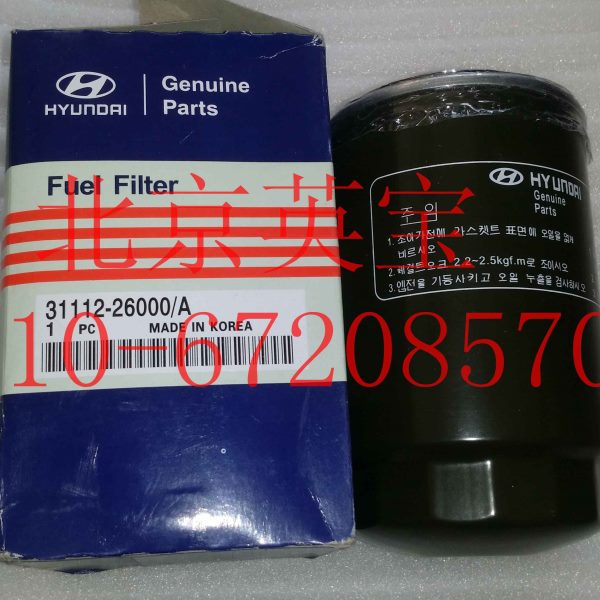 HYUNDAI
Genuine
Parts
Fuel Filter
北京英宝
31112-26000/A
1 PC MADE IN KOREA
10-67208570
HYUNDAI
Genuine
Parts
주 의
1. 조이기전에 가스켓트 표면에 오일을 엷게
바르시오
2. 체결토오크 2.2~2.5kgf.m로 조이시오
3. 엔진을 기동시키고 오일 누출을 검사하시오